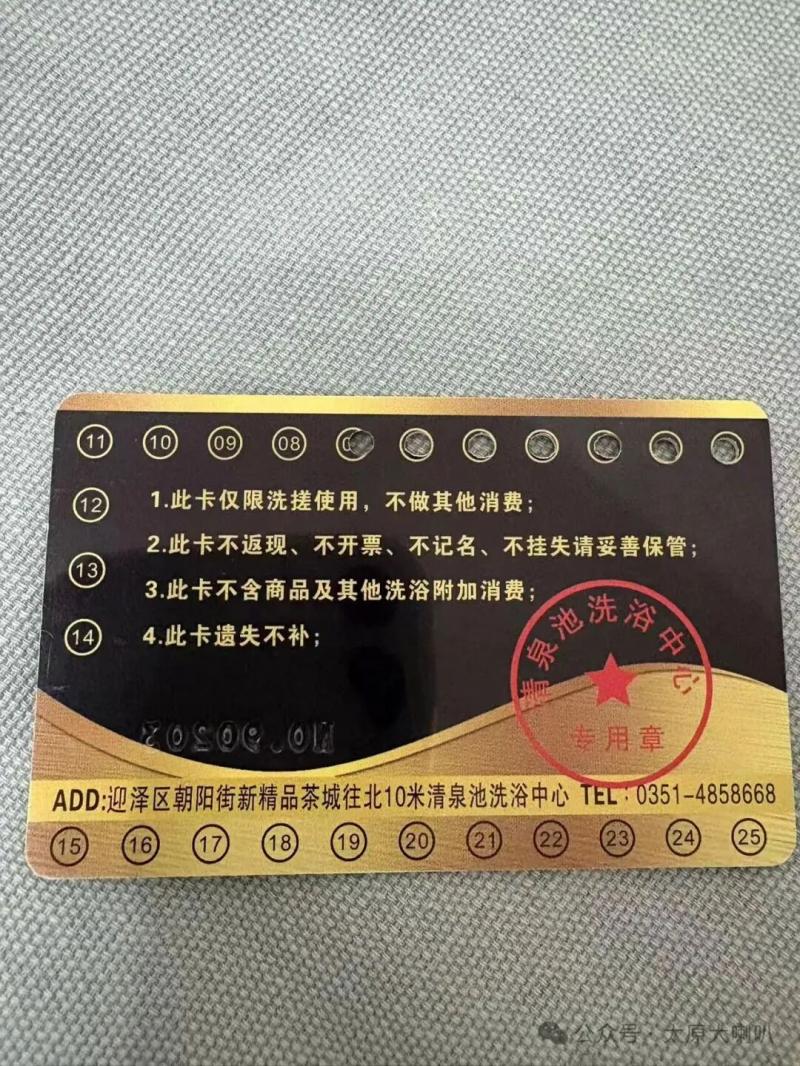 11 10 09 08 0
12
13
14
1.此卡仅限洗搓使用，不做其他消费；
2.此卡不返现、不开票、不记名、不挂失请妥善保管；
3.此卡不含商品及其他洗浴附加消费；
4.此卡遗失不补；
清泉池洗浴中心
专用章
ADD:迎泽区朝阳街新精品茶城往北10米清泉池洗浴中心 TEL：0351-4858668
15 16 17 18 19 20 21 22 23 24 25
公众号·太原大喇叭